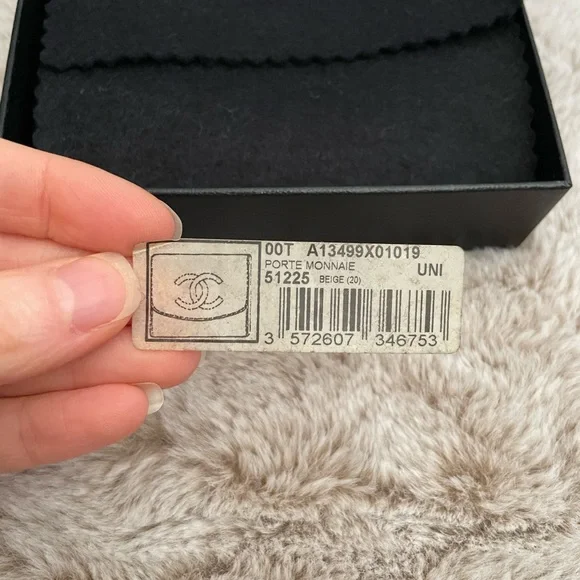 00T A13499X01019
PORTE MONNAIE UNI
51225 BEIGE (20)
3 572607 346753